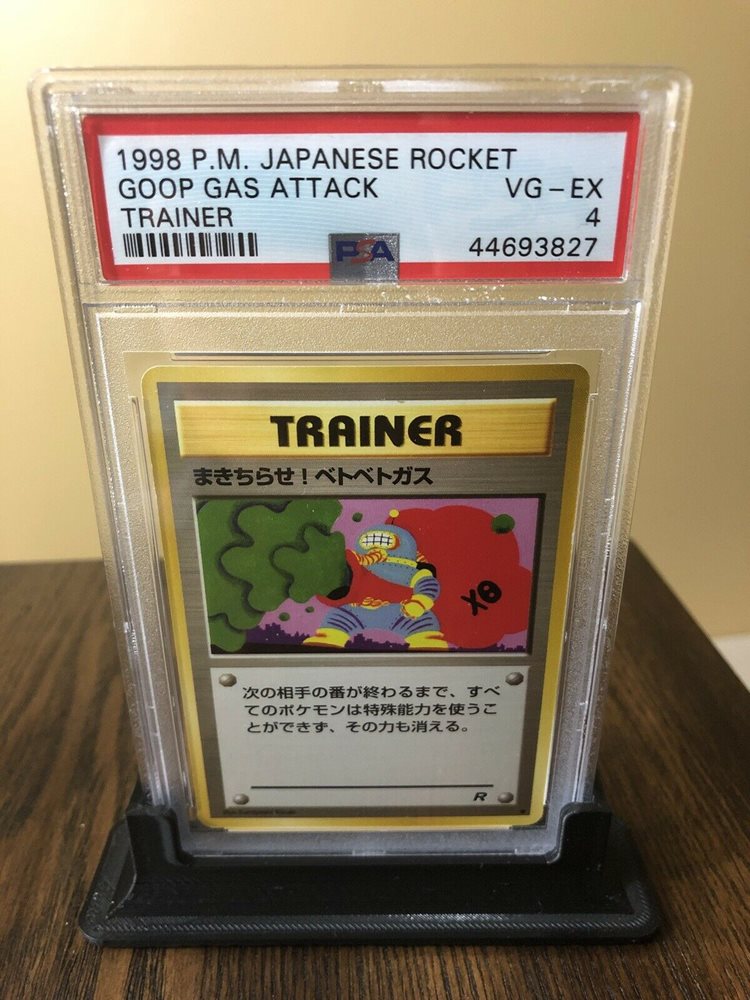 1998 P.M. JAPANESE ROCKET
GOOP GAS ATTACK VG-EX
TRAINER 4
PSA 44693827
TRAINER
まきちらせ！ベトベトガス
次の相手の番が終わるまで、すべ
てのポケモンは特殊能力を使うこ
とができず、その力も消える。
R